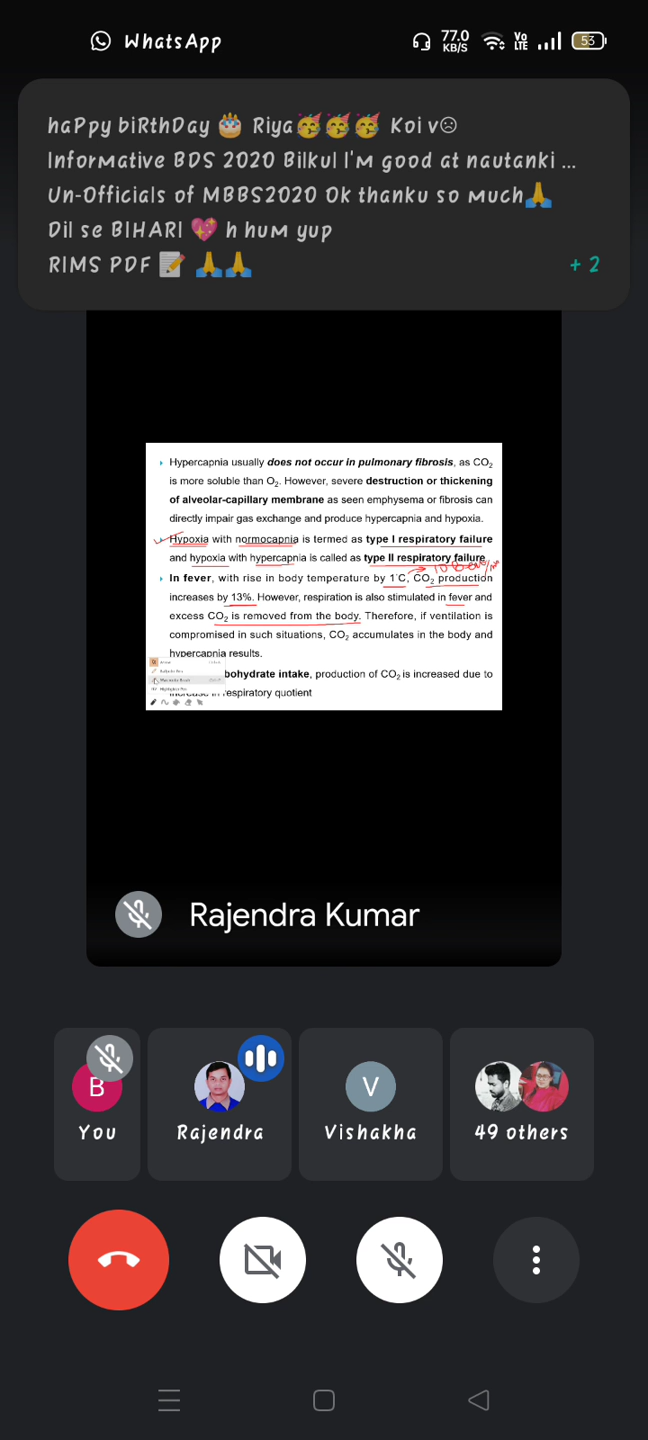 WhatsApp
77.0
KB/S
Vo
LTE
53
haPpy biRthDay 🎂 Riya🥳🥳🥳 Koi v☹
Informative BDS 2020 Bilkul I'm good at nautanki ...
Un-Officials of MBBS2020 Ok thanku so much🙏
Dil se BIHARI 💖 h hum yup
RIMS PDF 📝 🙏🙏
+ 2
Hypercapnia usually does not occur in pulmonary fibrosis, as CO2
is more soluble than O2. However, severe destruction or thickening
of alveolar-capillary membrane as seen emphysema or fibrosis can
directly impair gas exchange and produce hypercapnia and hypoxia.
Hypoxia with normocapnia is termed as type I respiratory failure
and hypoxia with hypercapnia is called as type II respiratory failure
In fever, with rise in body temperature by 1°C, CO2 production
increases by 13%. However, respiration is also stimulated in fever and
excess CO2 is removed from the body. Therefore, if ventilation is
compromised in such situations, CO2 accumulates in the body and
hypercapnia results.
bohydrate intake, production of CO2 is increased due to
increase in respiratory quotient
Rajendra Kumar
B
You
Rajendra
V
Vishakha
49 others